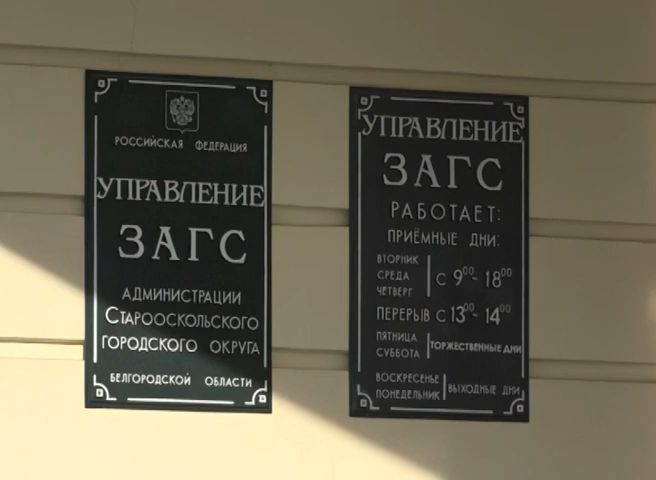 РОССИЙСКАЯ ФЕДЕРАЦИЯ
УПРАВЛЕНИЕ
ЗАГС
АДМИНИСТРАЦИИ
СТАРООСКОЛЬСКОГО
ГОРОДСКОГО ОКРУГА
БЕЛГОРОДСКОЙ ОБЛАСТИ
УПРАВЛЕНИЕ
ЗАГС
РАБОТАЕТ:
ПРИЁМНЫЕ ДНИ:
ВТОРНИК
СРЕДА
ЧЕТВЕРГ
С 9⁰⁰- 18⁰⁰
ПЕРЕРЫВ С 13⁰⁰- 14⁰⁰
ПЯТНИЦА
СУББОТА
ТОРЖЕСТВЕННЫЕ ДНИ
ВОСКРЕСЕНЬЕ
ПОНЕДЕЛЬНИК
ВЫХОДНЫЕ ДНИ